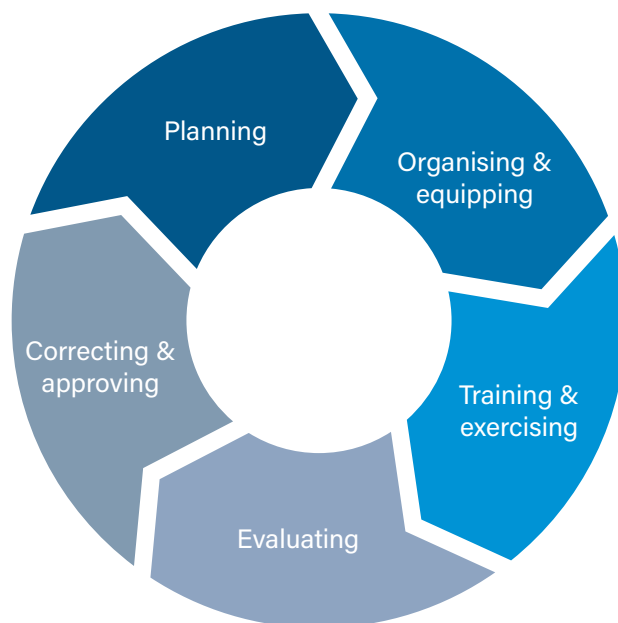 Planning
Organising &
equipping
Training &
exercising
Evaluating
Correcting &
approving